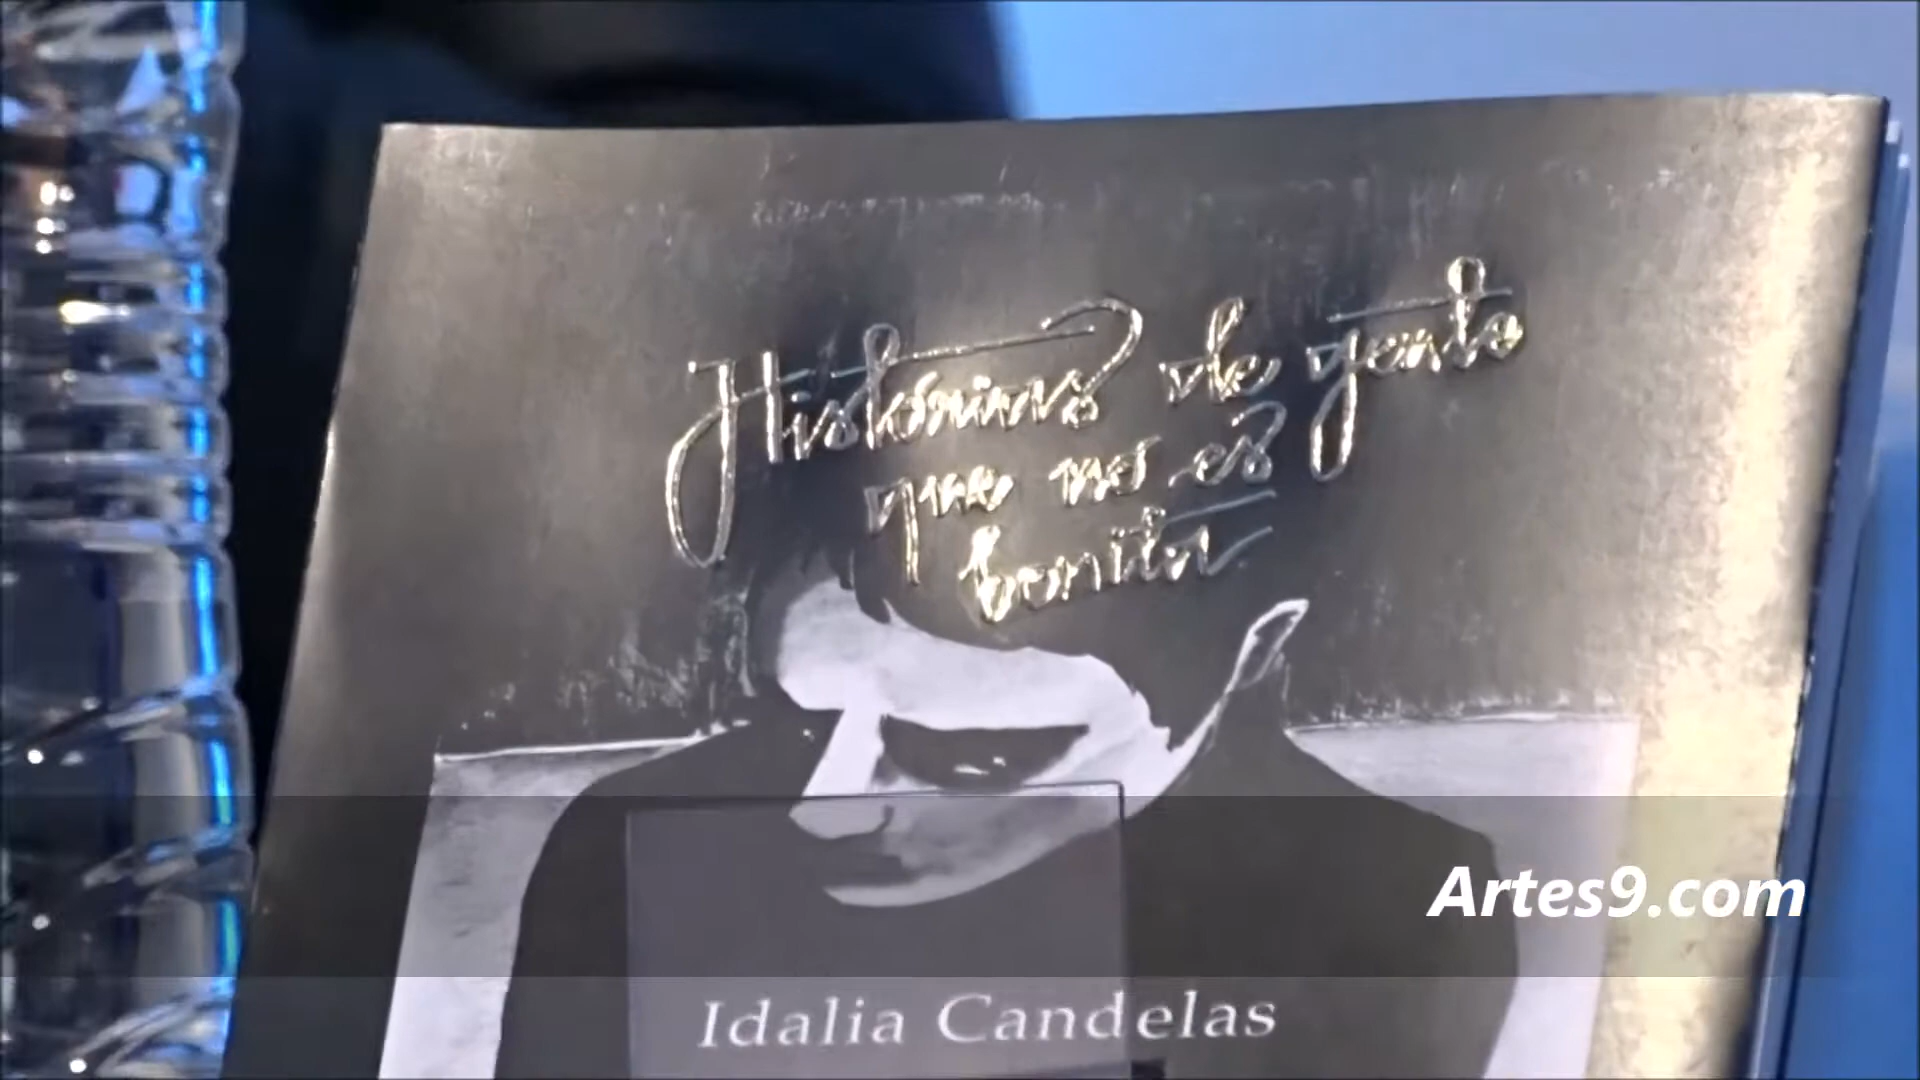 Historias de gente
que no es
bonita
Artes9.com
Idalia Candelas